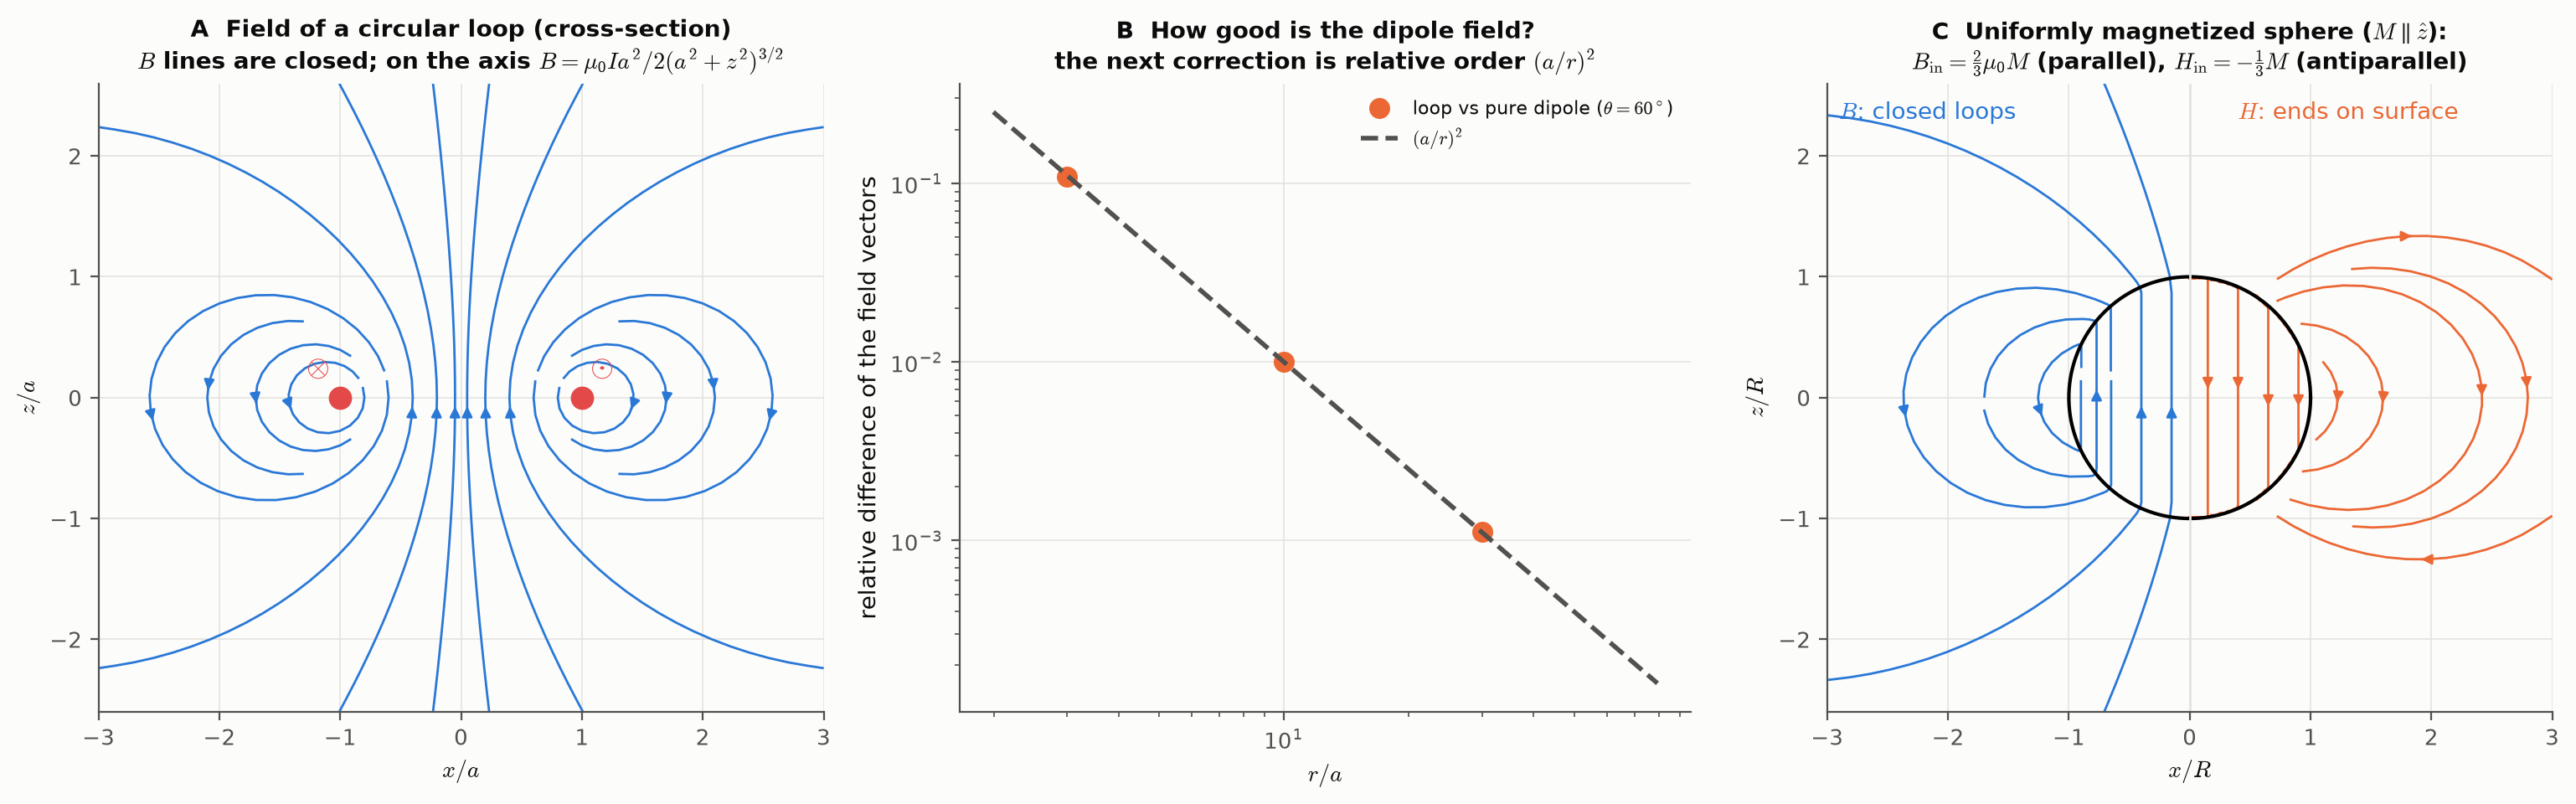 A Field of a circular loop (cross-section)
B lines are closed; on the axis B = μ₀Ia²/2(a² + z²)^{3/2}
2
1
0
−1
−2
z/a
−3 −2 −1 0 1 2 3
x/a
B How good is the dipole field?
the next correction is relative order (a/r)²
loop vs pure dipole (θ = 60°)
(a/r)²
10⁻¹
10⁻²
10⁻³
relative difference of the field vectors
10¹
r/a
C Uniformly magnetized sphere (M ∥ ẑ):
B_in = ⅔μ₀M (parallel), H_in = −⅓M (antiparallel)
B: closed loops
H: ends on surface
2
1
0
−1
−2
z/R
−3 −2 −1 0 1 2 3
x/R